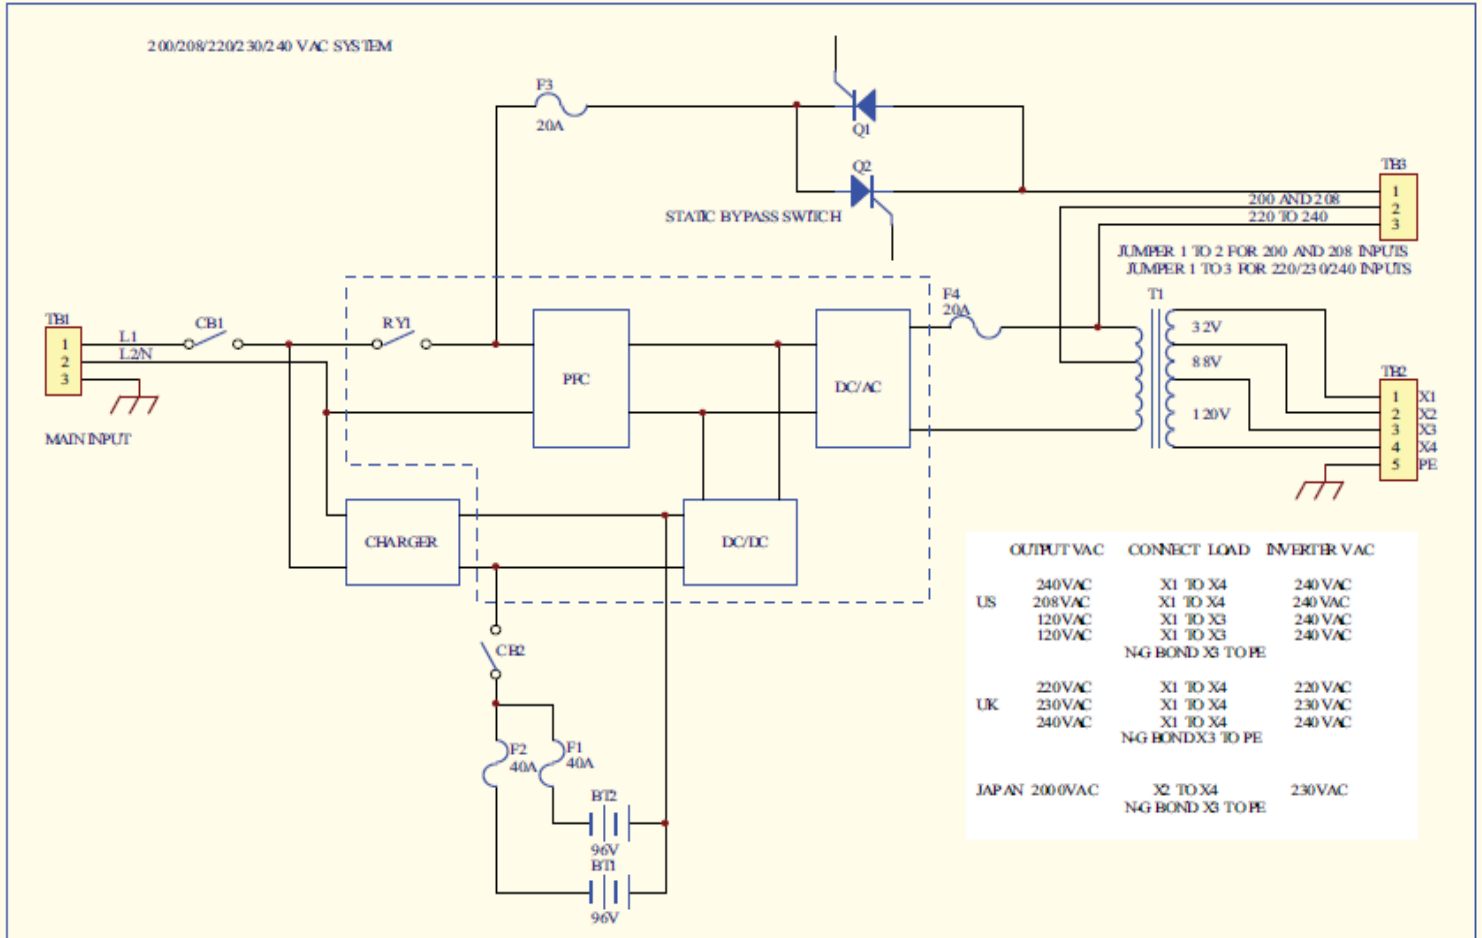 200/208/220/230/240 VAC SYSTEM
F3
20A
Q1
Q2
STATIC BYPASS SWITCH
TB3
1
2
3
200 AND 208
220 TO 240
JUMPER 1 TO 2 FOR 200 AND 208 INPUTS
JUMPER 1 TO 3 FOR 220/230/240 INPUTS
TB1
1
2
3
L1
L2/N
MAIN INPUT
CB1
RY1
PFC
DC/AC
F4
20A
T1
32V
88V
120V
TB2
1 X1
2 X2
3 X3
4 X4
5 PE
CHARGER
DC/DC
CB2
F2
40A
F1
40A
BT2
96V
BT1
96V
OUTPUT VAC CONNECT LOAD INVERTER VAC
240VAC X1 TO X4 240 VAC
US 208VAC X1 TO X4 240 VAC
120VAC X1 TO X3 240 VAC
120VAC X1 TO X3 240 VAC
N-G BOND X3 TO PE
220VAC X1 TO X4 220 VAC
UK 230VAC X1 TO X4 230 VAC
240VAC X1 TO X4 240 VAC
N-G BOND X3 TO PE
JAPAN 2000VAC X2 TO X4 230VAC
N-G BOND X3 TO PE